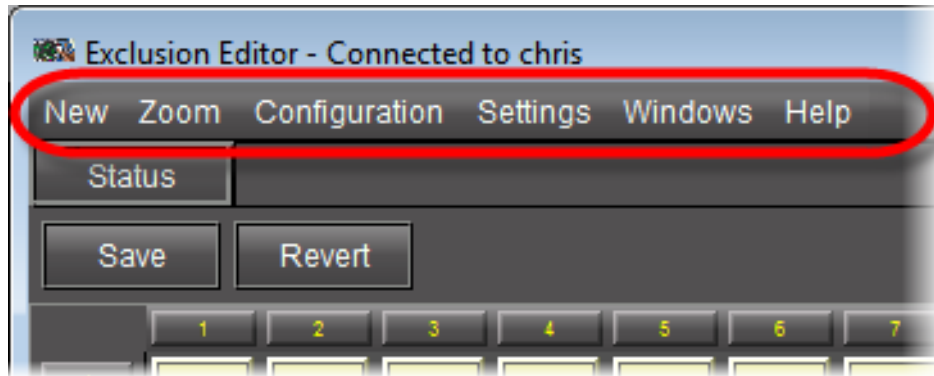 Exclusion Editor - Connected to chris
New Zoom Configuration Settings Windows Help
Status
Save Revert
1 2 3 4 5 6 7